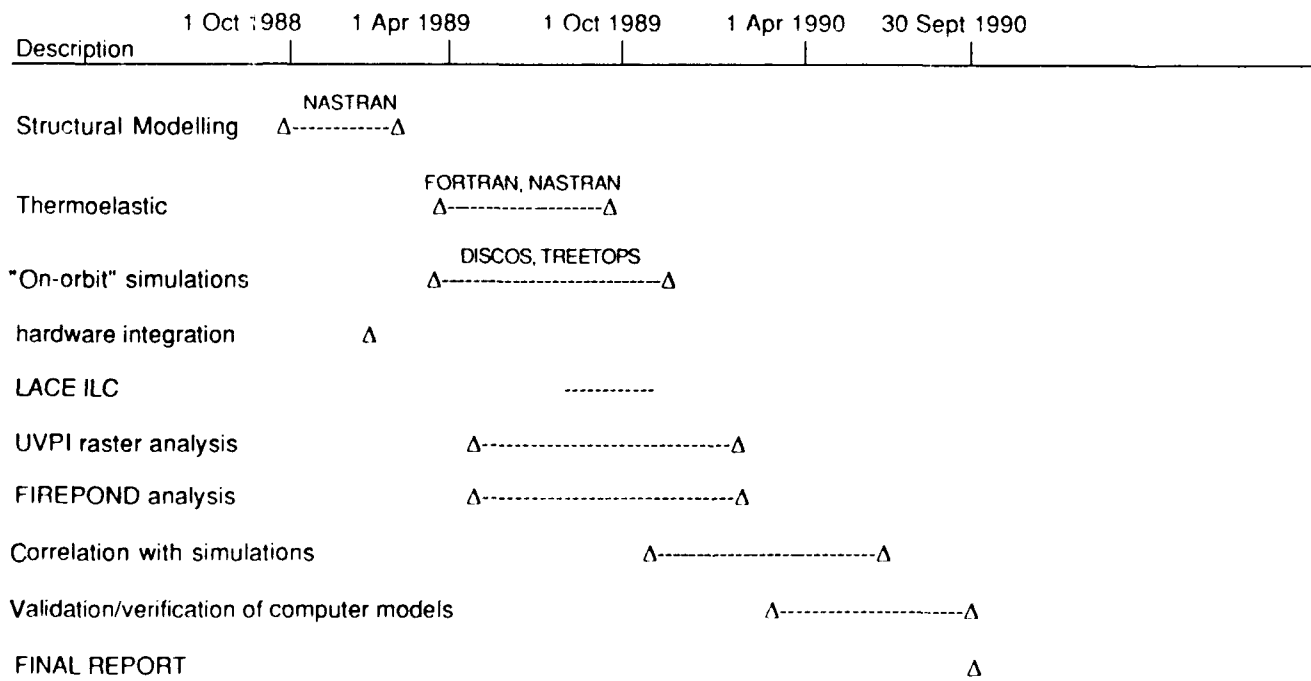 1 Oct 1988 1 Apr 1989 1 Oct 1989 1 Apr 1990 30 Sept 1990
Description
NASTRAN
Structural Modelling Δ-----------Δ
FORTRAN, NASTRAN
Thermoelastic Δ------------------Δ
DISCOS, TREETOPS
"On-orbit" simulations Δ--------------------------Δ
hardware integration Δ
LACE ILC -----------
UVPI raster analysis Δ------------------------------Δ
FIREPOND analysis Δ------------------------------Δ
Correlation with simulations Δ--------------------------Δ
Validation/verification of computer models Δ----------------------Δ
FINAL REPORT Δ